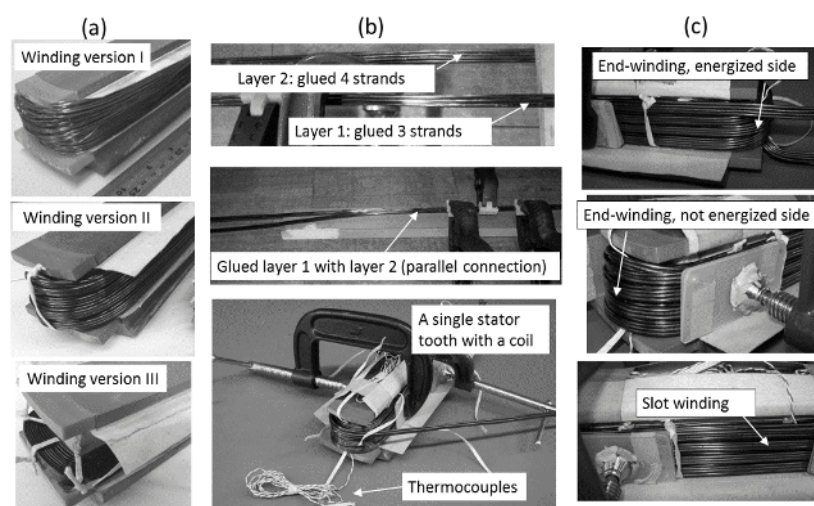 (a)
Winding version I
Winding version II
Winding version III
(b)
Layer 2: glued 4 strands
Layer 1: glued 3 strands
Glued layer 1 with layer 2 (parallel connection)
A single stator
tooth with a coil
Thermocouples
(c)
End-winding, energized side
End-winding, not energized side
Slot winding